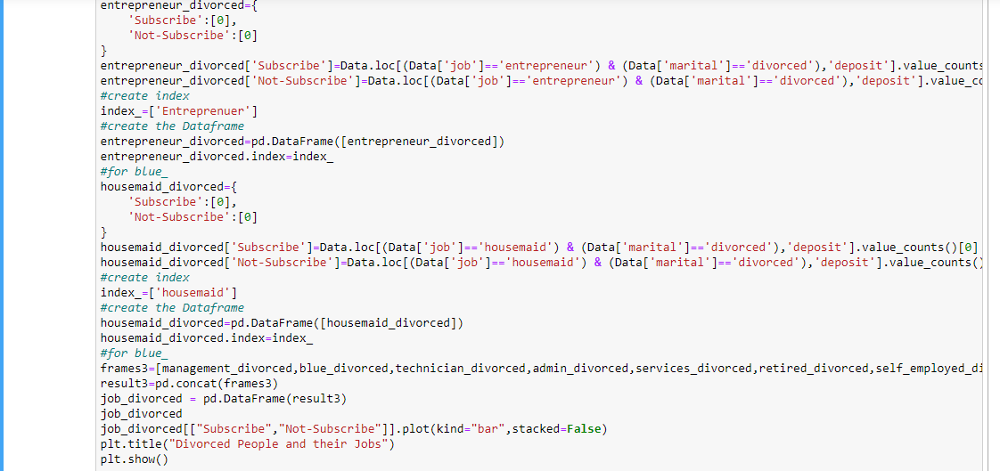 entrepreneur_divorced={
    'Subscribe':[0],
    'Not-Subscribe':[0]
}
entrepreneur_divorced['Subscribe']=Data.loc[(Data['job']=='entrepreneur') & (Data['marital']=='divorced'),'deposit'].value_counts
entrepreneur_divorced['Not-Subscribe']=Data.loc[(Data['job']=='entrepreneur') & (Data['marital']=='divorced'),'deposit'].value_co
#create index
index_=['Entreprenuer']
#create the Dataframe
entrepreneur_divorced=pd.DataFrame([entrepreneur_divorced])
entrepreneur_divorced.index=index_
#for blue_
housemaid_divorced={
    'Subscribe':[0],
    'Not-Subscribe':[0]
}
housemaid_divorced['Subscribe']=Data.loc[(Data['job']=='housemaid') & (Data['marital']=='divorced'),'deposit'].value_counts()[0]
housemaid_divorced['Not-Subscribe']=Data.loc[(Data['job']=='housemaid') & (Data['marital']=='divorced'),'deposit'].value_counts()
#create index
index_=['housemaid']
#create the Dataframe
housemaid_divorced=pd.DataFrame([housemaid_divorced])
housemaid_divorced.index=index_
#for blue_
frames3=[management_divorced,blue_divorced,technician_divorced,admin_divorced,services_divorced,retired_divorced,self_employed_di
result3=pd.concat(frames3)
job_divorced = pd.DataFrame(result3)
job_divorced
job_divorced[["Subscribe","Not-Subscribe"]].plot(kind="bar",stacked=False)
plt.title("Divorced People and their Jobs")
plt.show()